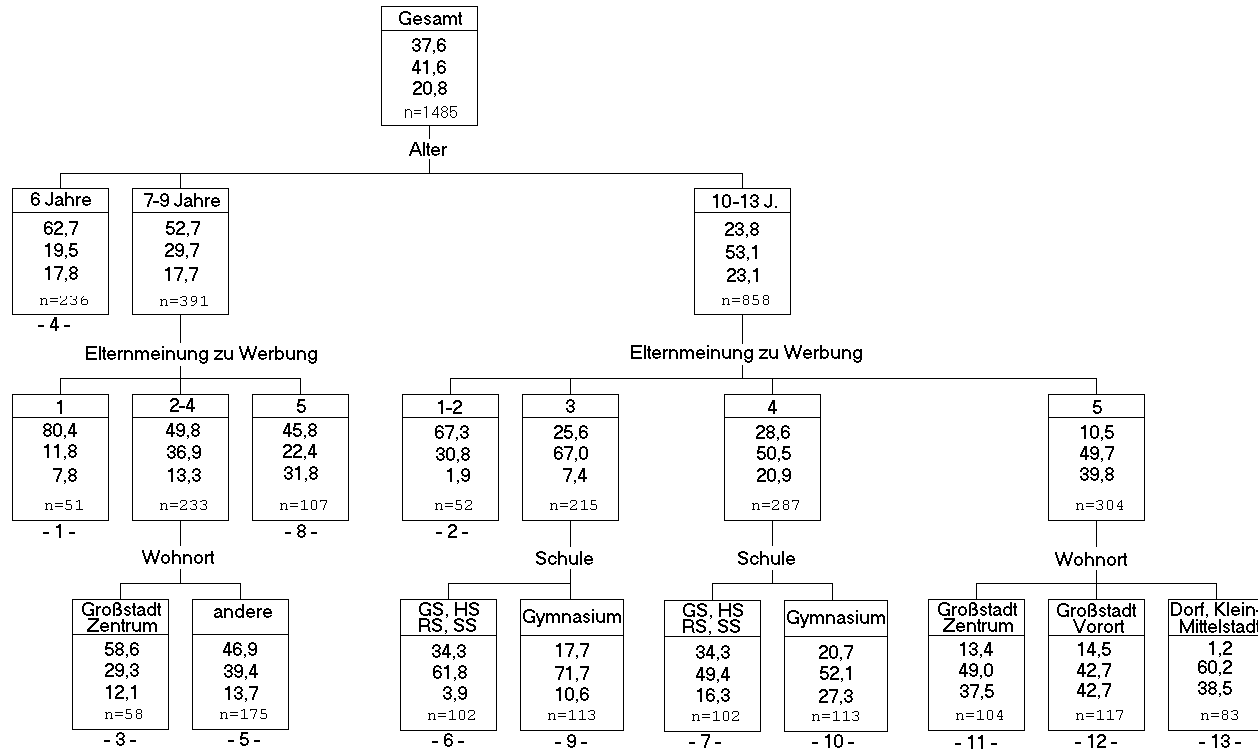 Gesamt
37,6
41,6
20,8
n=1485
Alter
6 Jahre
62,7
19,5
17,8
n=236
- 4 -
7-9 Jahre
52,7
29,7
17,7
n=391
10-13 J.
23,8
53,1
23,1
n=858
Elternmeinung zu Werbung
1
80,4
11,8
7,8
n=51
- 1 -
2-4
49,8
36,9
13,3
n=233
5
45,8
22,4
31,8
n=107
- 8 -
Elternmeinung zu Werbung
1-2
67,3
30,8
1,9
n=52
- 2 -
3
25,6
67,0
7,4
n=215
4
28,6
50,5
20,9
n=287
5
10,5
49,7
39,8
n=304
Wohnort
Großstadt
Zentrum
58,6
29,3
12,1
n=58
- 3 -
andere
46,9
39,4
13,7
n=175
- 5 -
Schule
GS, HS
RS, SS
34,3
61,8
3,9
n=102
- 6 -
Gymnasium
17,7
71,7
10,6
n=113
- 9 -
Schule
GS, HS
RS, SS
34,3
49,4
16,3
n=102
- 7 -
Gymnasium
20,7
52,1
27,3
n=113
- 10 -
Wohnort
Großstadt
Zentrum
13,4
49,0
37,5
n=104
- 11 -
Großstadt
Vorort
14,5
42,7
42,7
n=117
- 12 -
Dorf, Klein-
Mittelstadt
1,2
60,2
38,5
n=83
- 13 -